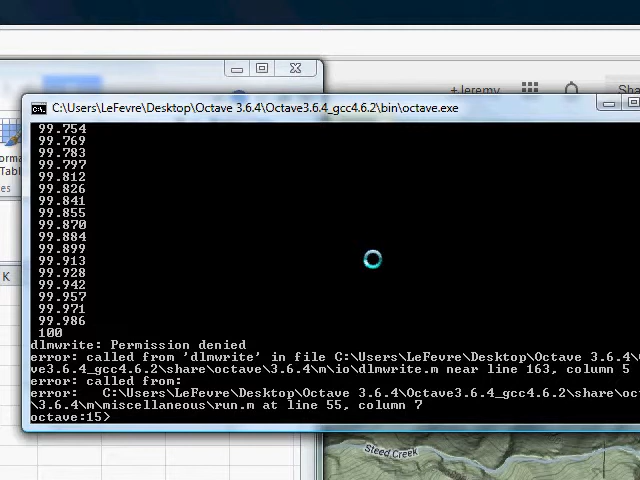 +Jeremy
Sha
C:\Users\LeFevre\Desktop\Octave 3.6.4\Octave3.6.4_gcc4.6.2\bin\octave.exe
99.754
99.769
99.783
99.797
99.812
99.826
99.841
99.855
99.870
99.884
99.899
99.913
99.928
99.942
99.957
99.971
99.986
100
dlmwrite: Permission denied
error: called from 'dlmwrite' in file C:\Users\LeFevre\Desktop\Octave 3.6.4\O
ve3.6.4_gcc4.6.2\share\octave\3.6.4\m\io\dlmwrite.m near line 163, column 5
error: called from:
error:   C:\Users\LeFevre\Desktop\Octave 3.6.4\Octave3.6.4_gcc4.6.2\share\oct
\3.6.4\m\miscellaneous\run.m at line 55, column 7
octave:15>
orma
Tabl
es
K
Steed Creek